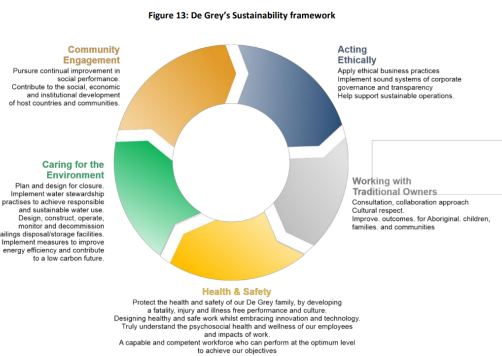 Figure 13: De Grey's Sustainability framework
Community
Engagement
Pursure continual improvement in
social performance.
Contribute to the social, economic
and institutional development
of host countries and communities.
Acting
Ethically
Apply ethical business practices
Implement sound systems of corporate
governance and transparency
Help support sustainable operations.
Caring for the
Environment
Plan and design for closure.
Implement water stewardship
practises to achieve responsible
and sustainable water use.
Design, construct, operate,
monitor and decommission
ailings disposal/storage facilities.
Implement measures to improve
energy efficiency and contribute
to a low carbon future.
Working with
Traditional Owners
Consultation, collaboration approach
Cultural respect.
Improve. outcomes, for Aboriginal. children,
families. and communities
Health & Safety
Protect the health and safety of our De Grey family, by developing
a fatality, injury and illness free performance and culture.
Designing healthy and safe work whilst embracing innovation and technology.
Truly understand the psychosocial health and wellness of our employees
and impacts of work.
A capable and competent workforce who can perform at the optimum level
to achieve our objectives